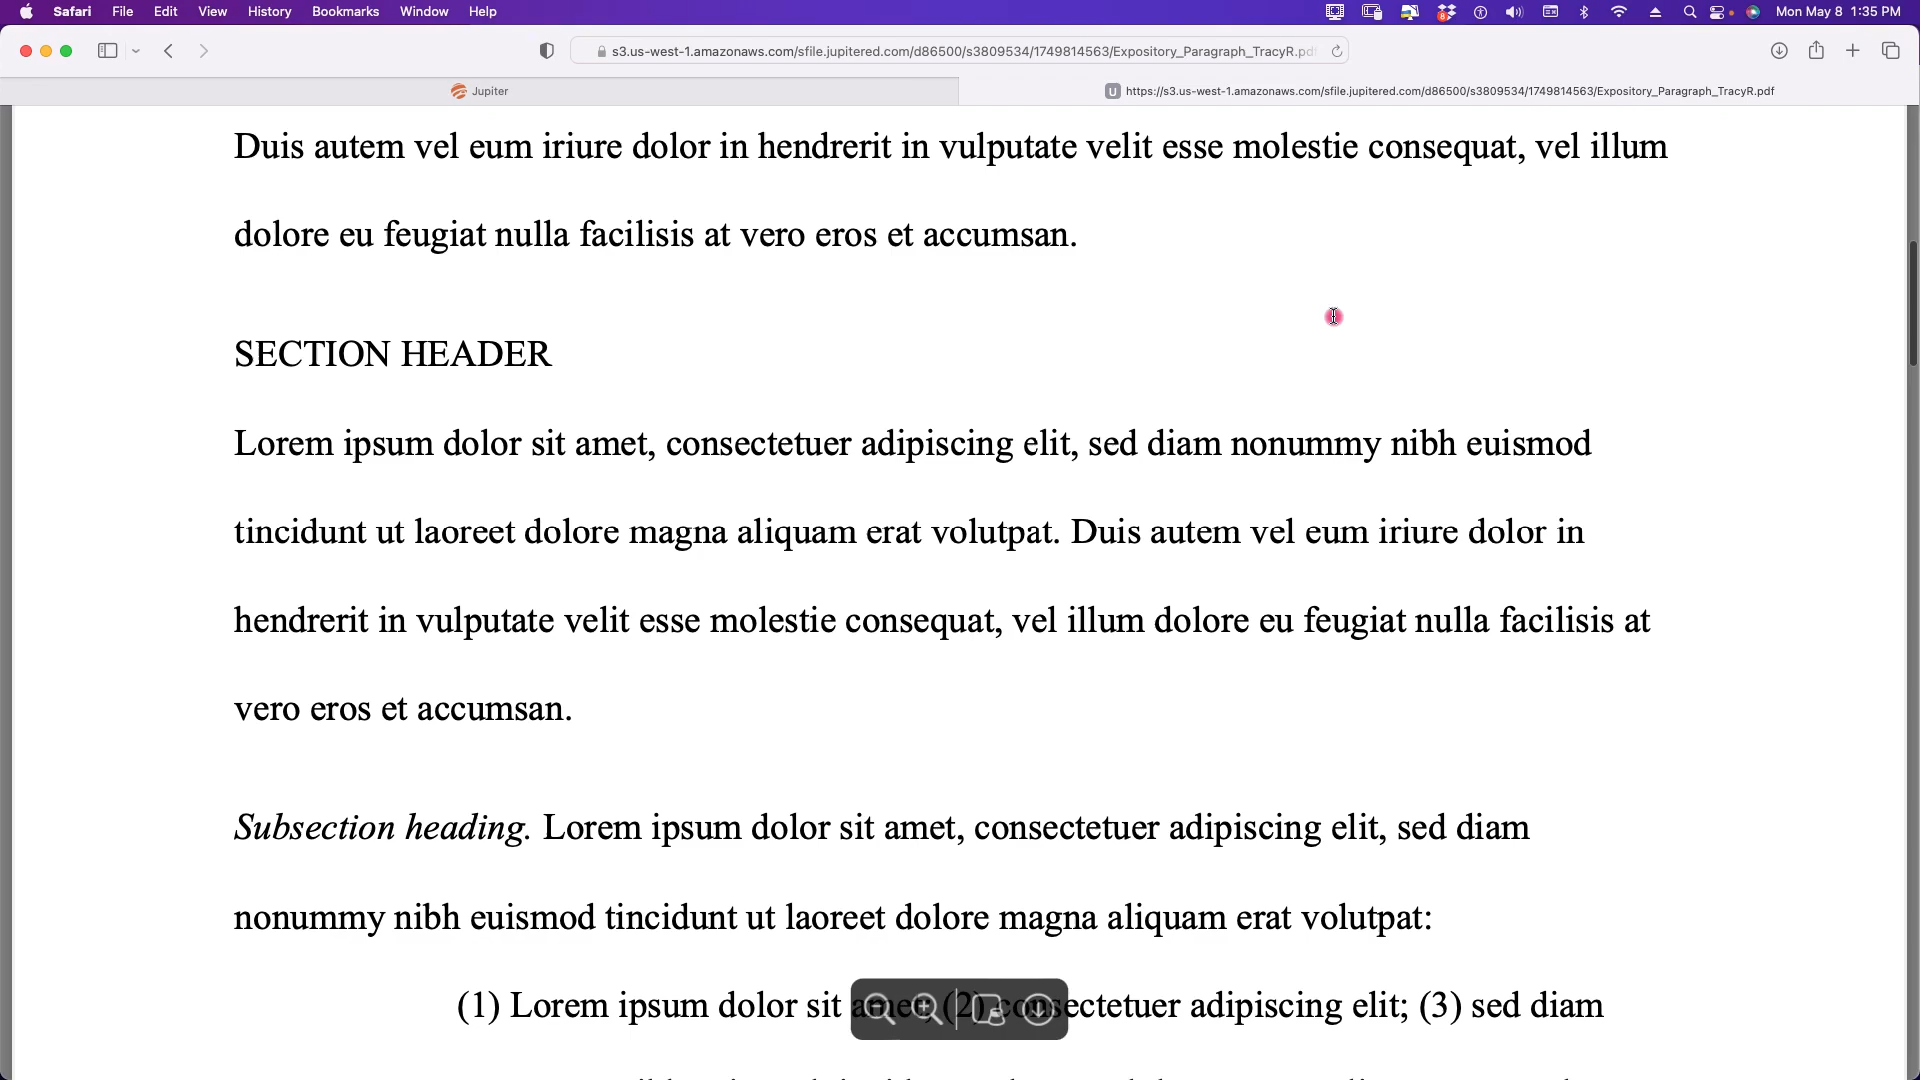 Safari File Edit View History Bookmarks Window Help Mon May 8 1:35 PM
s3.us-west-1.amazonaws.com/sfile.jupitered.com/d86500/s3809534/1749814563/Expository_Paragraph_TracyR.pdf
Jupiter
U https://s3.us-west-1.amazonaws.com/sfile.jupitered.com/d86500/s3809534/1749814563/Expository_Paragraph_TracyR.pdf
Duis autem vel eum iriure dolor in hendrerit in vulputate velit esse molestie consequat, vel illum
dolore eu feugiat nulla facilisis at vero eros et accumsan.
SECTION HEADER
Lorem ipsum dolor sit amet, consectetuer adipiscing elit, sed diam nonummy nibh euismod
tincidunt ut laoreet dolore magna aliquam erat volutpat. Duis autem vel eum iriure dolor in
hendrerit in vulputate velit esse molestie consequat, vel illum dolore eu feugiat nulla facilisis at
vero eros et accumsan.
Subsection heading. Lorem ipsum dolor sit amet, consectetuer adipiscing elit, sed diam
nonummy nibh euismod tincidunt ut laoreet dolore magna aliquam erat volutpat:
(1) Lorem ipsum dolor sit amet; (2) consectetuer adipiscing elit; (3) sed diam